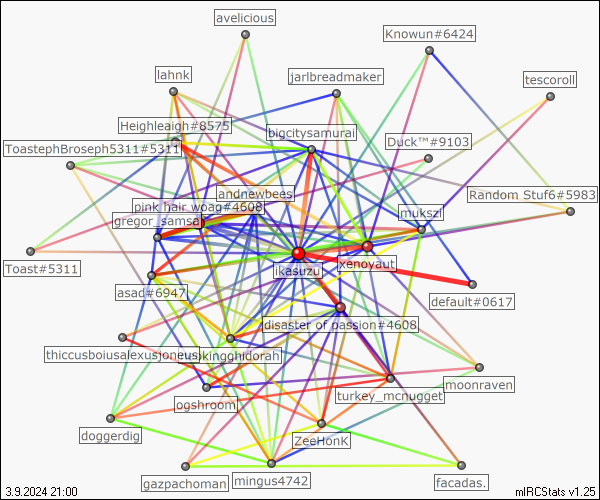 avelicious
Knowun#6424
lahnk
jarlbreadmaker
tescoroll
Heighleaigh#8575
bigcitysamurai
ToastephBroseph5311#5311
Duck™#9103
andnewbees
Random Stuf6#5983
pink hair woag#4608
mukszi
gregor_samsa
xenovaut
ikasuzu
Toast#5311
asad#6947
default#0617
disaster of passion#4608
thiccusboiusalexusjoneus
kingghidorah
moonraven
turkey_mcnugget
ogshroom
doggerdig
ZeeHonK
gazpachoman
mingus4742
facadas.
3.9.2024 21:00
mIRCStats v1.25